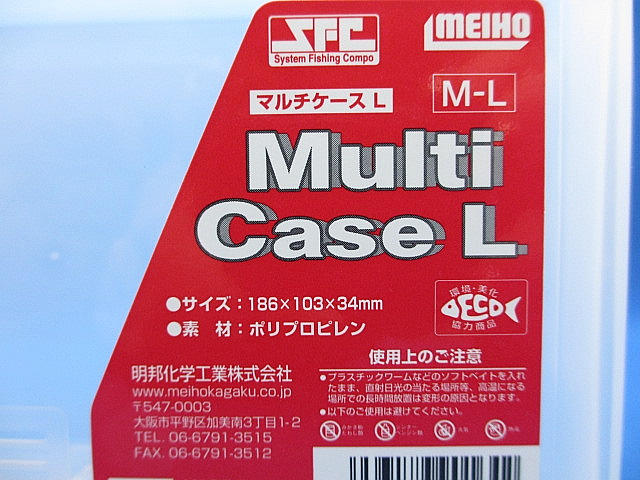 SFC
System Fishing Compo
MEIHO
マルチケース L
M-L
Multi
Case L
●サイズ：186×103×34mm
●素 材：ポリプロピレン
環境・美化
ECO
協力商品
使用上のご注意
●プラスチックワームなどのソフトベイトを入れ
たまま、直射日光の当たる場所等、高温になる
場所での長時間放置は変形の原因となります。
●以下のご使用は避けてください。
明邦化学工業株式会社
www.meihokagaku.co.jp
〒547-0003
大阪市平野区加美南3丁目1-2
TEL. 06-6791-3515
FAX. 06-6791-3512